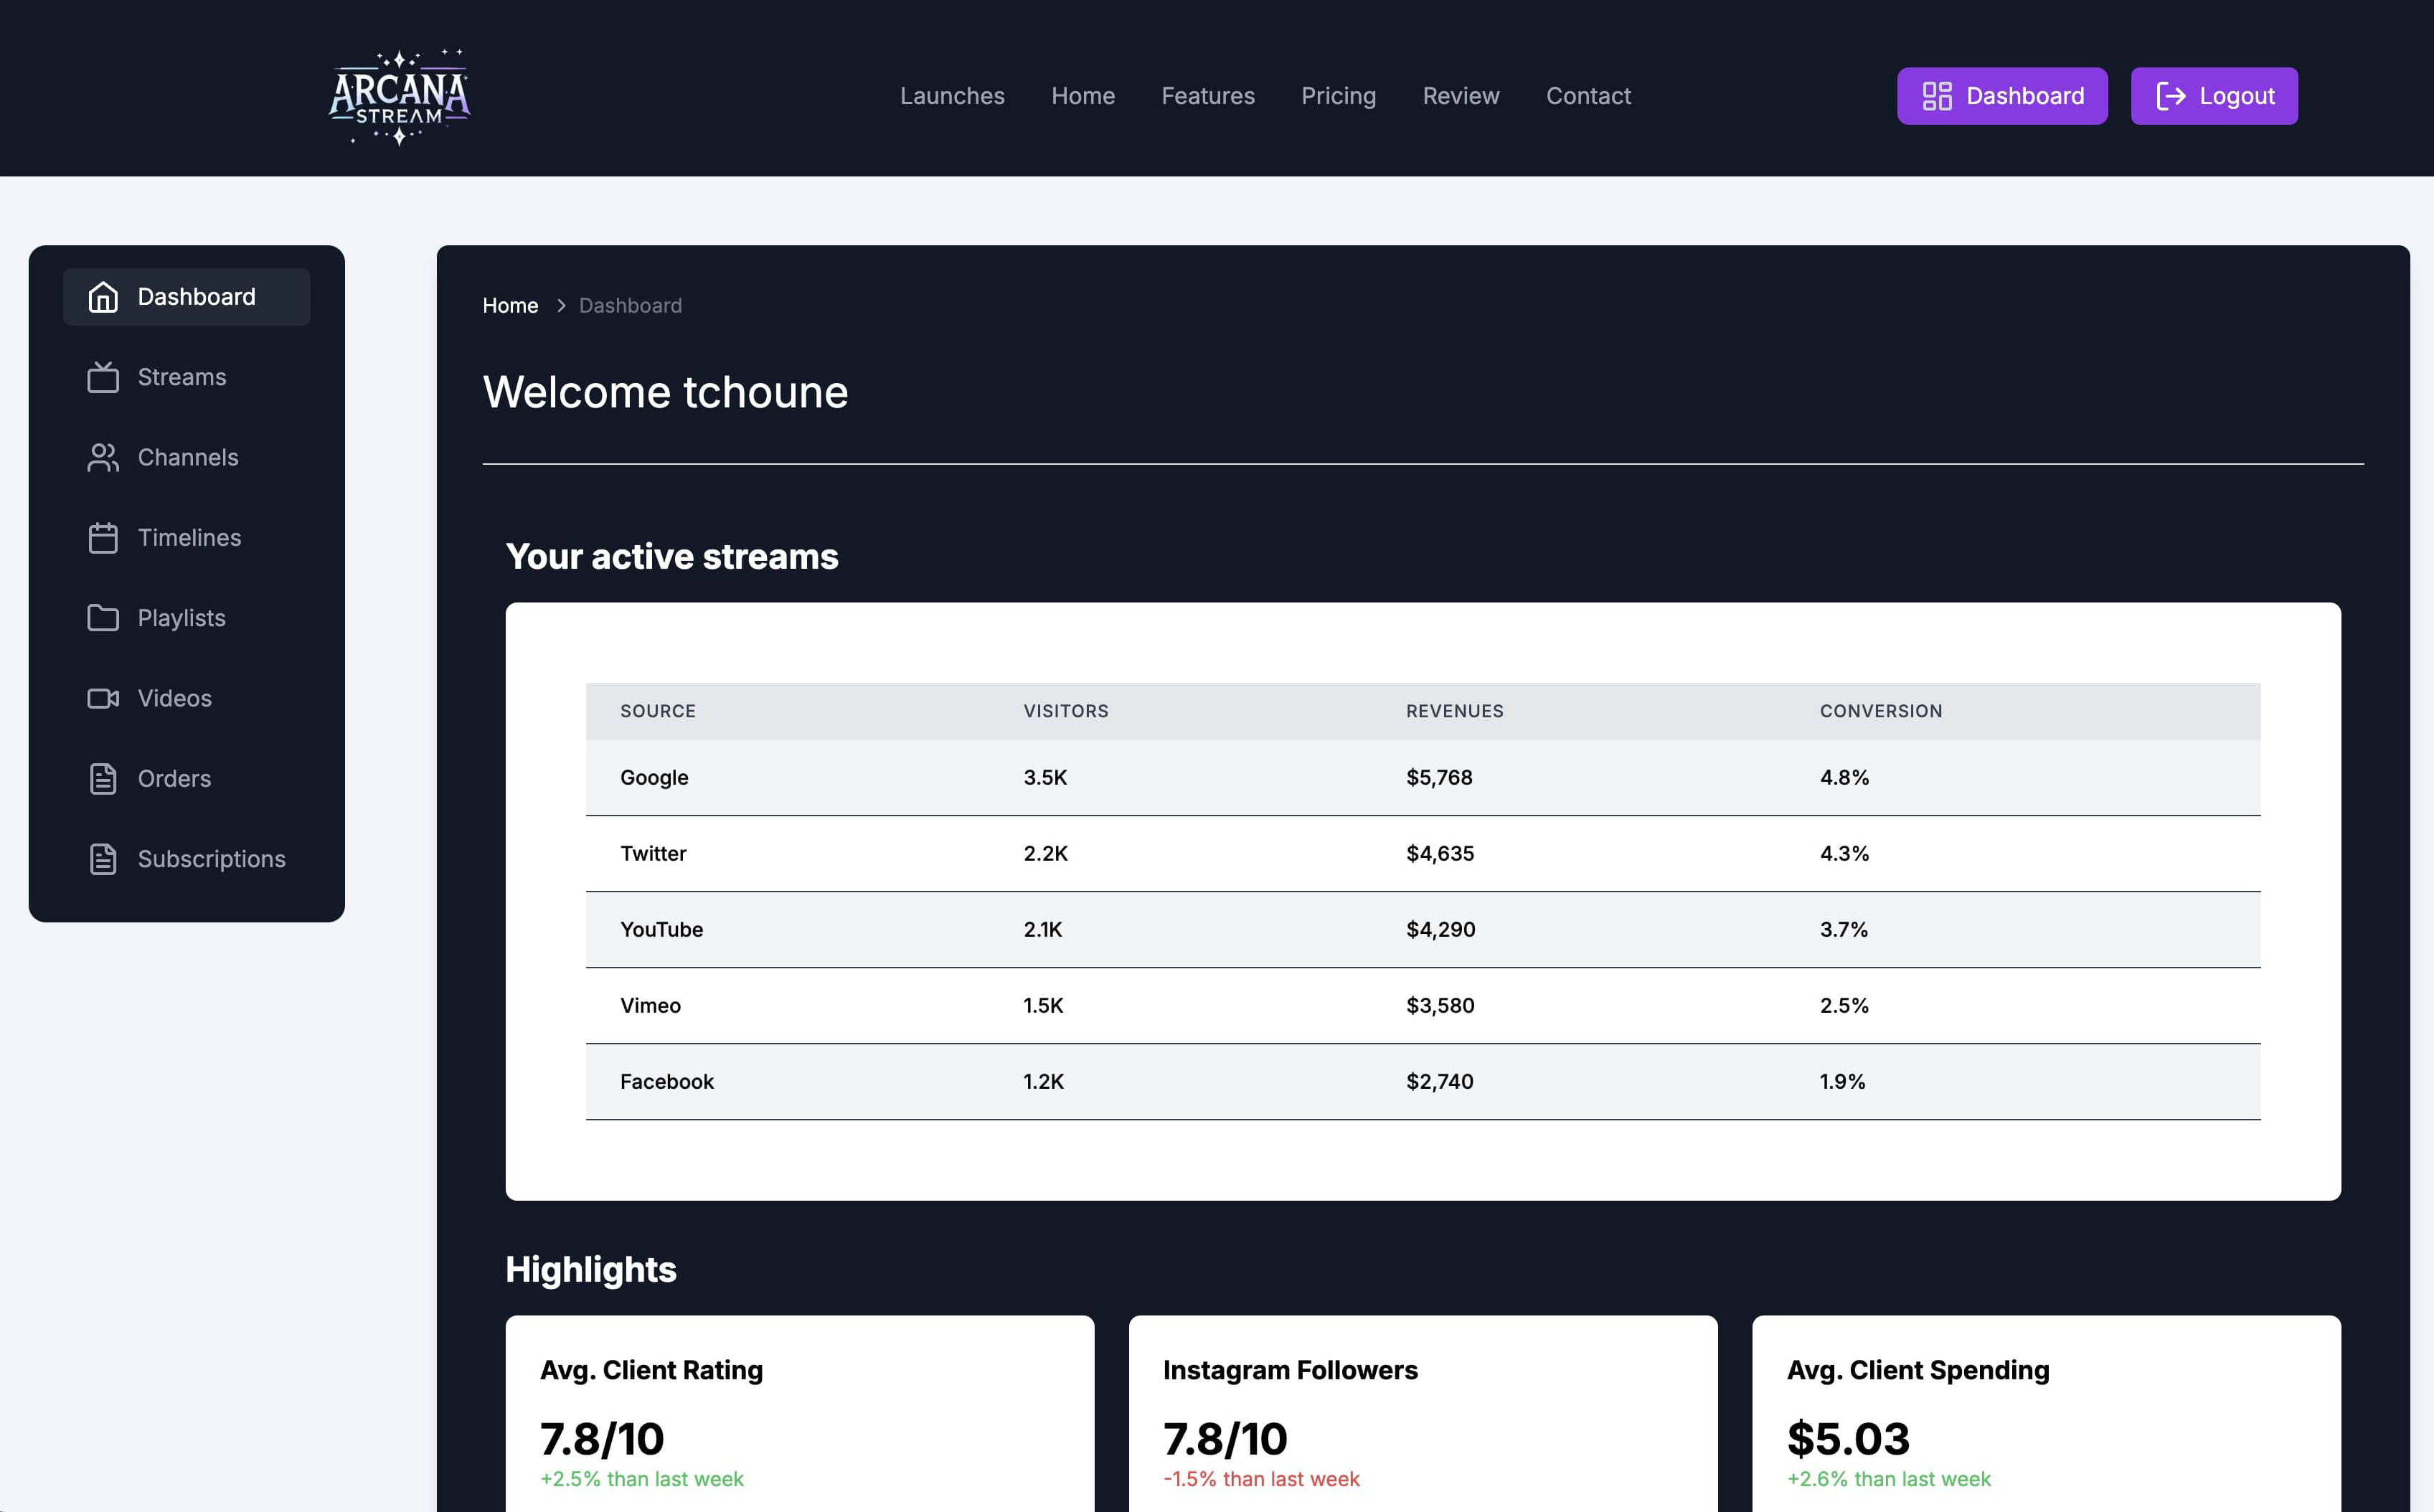 ARCANA
STREAM
Launches Home Features Pricing Review Contact Dashboard Logout
Dashboard
Streams
Channels
Timelines
Playlists
Videos
Orders
Subscriptions
Home > Dashboard
Welcome tchoune
Your active streams
SOURCE VISITORS REVENUES CONVERSION
Google 3.5K $5,768 4.8%
Twitter 2.2K $4,635 4.3%
YouTube 2.1K $4,290 3.7%
Vimeo 1.5K $3,580 2.5%
Facebook 1.2K $2,740 1.9%
Highlights
Avg. Client Rating
7.8/10
+2.5% than last week
Instagram Followers
7.8/10
-1.5% than last week
Avg. Client Spending
$5.03
+2.6% than last week